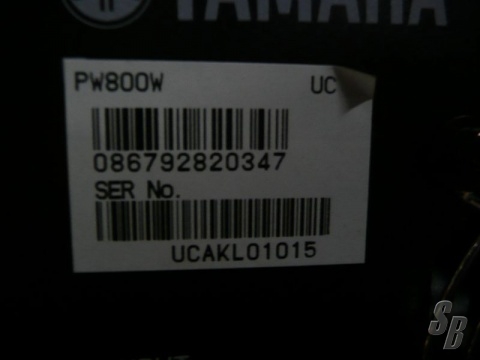 YAMAHA
PW800W UC
086792820347
SER No.
UCAKL01015
SB